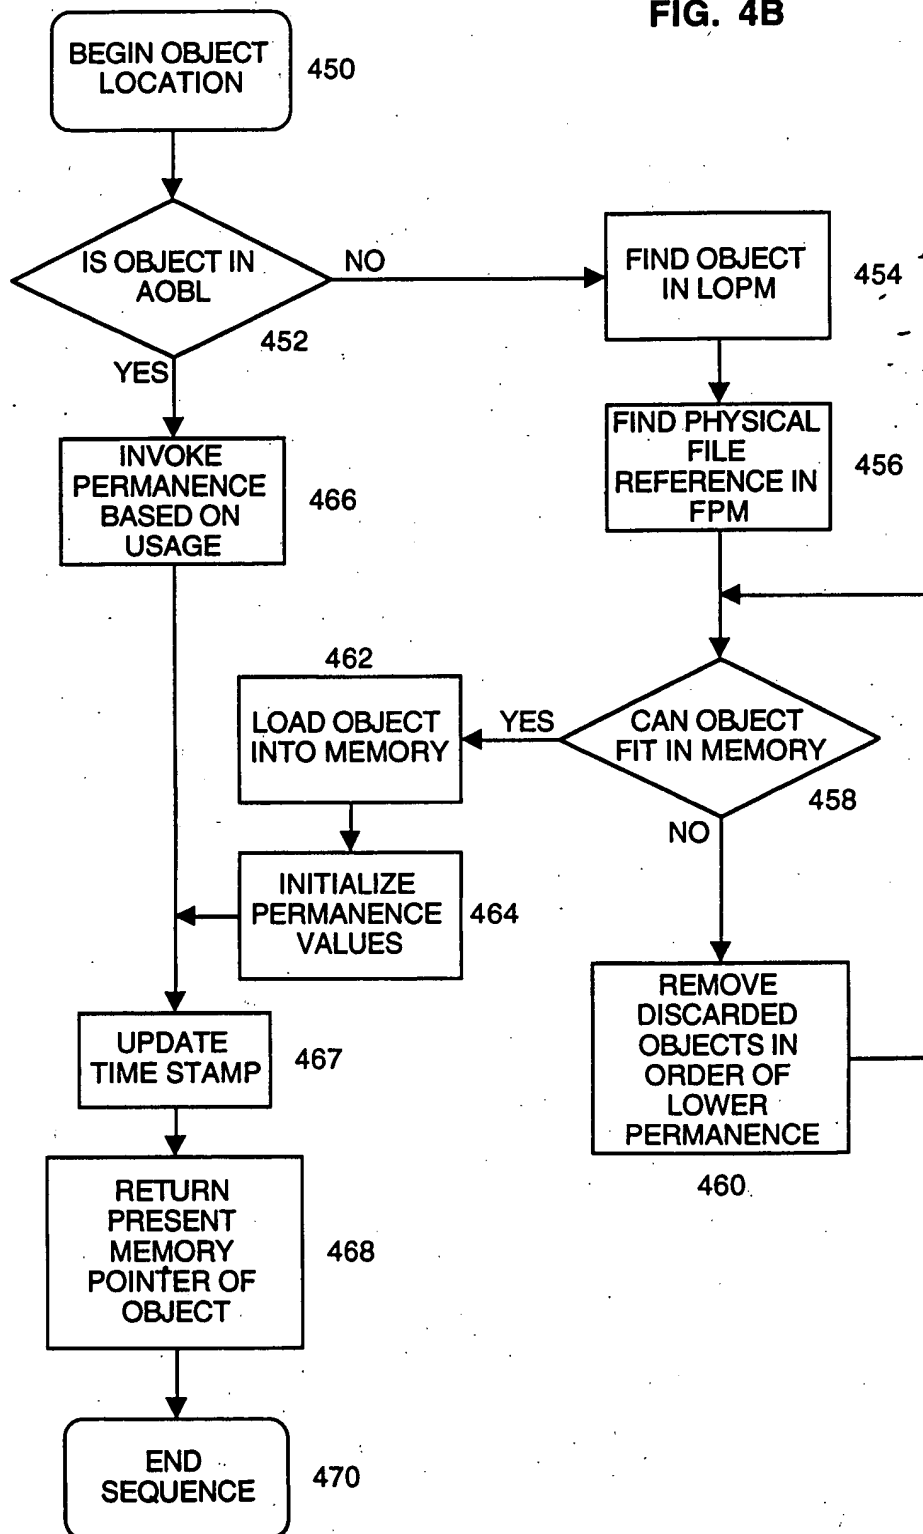 FIG. 4B
BEGIN OBJECT
LOCATION
450
IS OBJECT IN
AOBL
452
NO
YES
FIND OBJECT
IN LOPM
454
FIND PHYSICAL
FILE
REFERENCE IN
FPM
456
INVOKE
PERMANENCE
BASED ON
USAGE
466
CAN OBJECT
FIT IN MEMORY
458
YES
NO
462
LOAD OBJECT
INTO MEMORY
INITIALIZE
PERMANENCE
VALUES
464
REMOVE
DISCARDED
OBJECTS IN
ORDER OF
LOWER
PERMANENCE
460
UPDATE
TIME STAMP
467
RETURN
PRESENT
MEMORY
POINTER OF
OBJECT
468
END
SEQUENCE
470